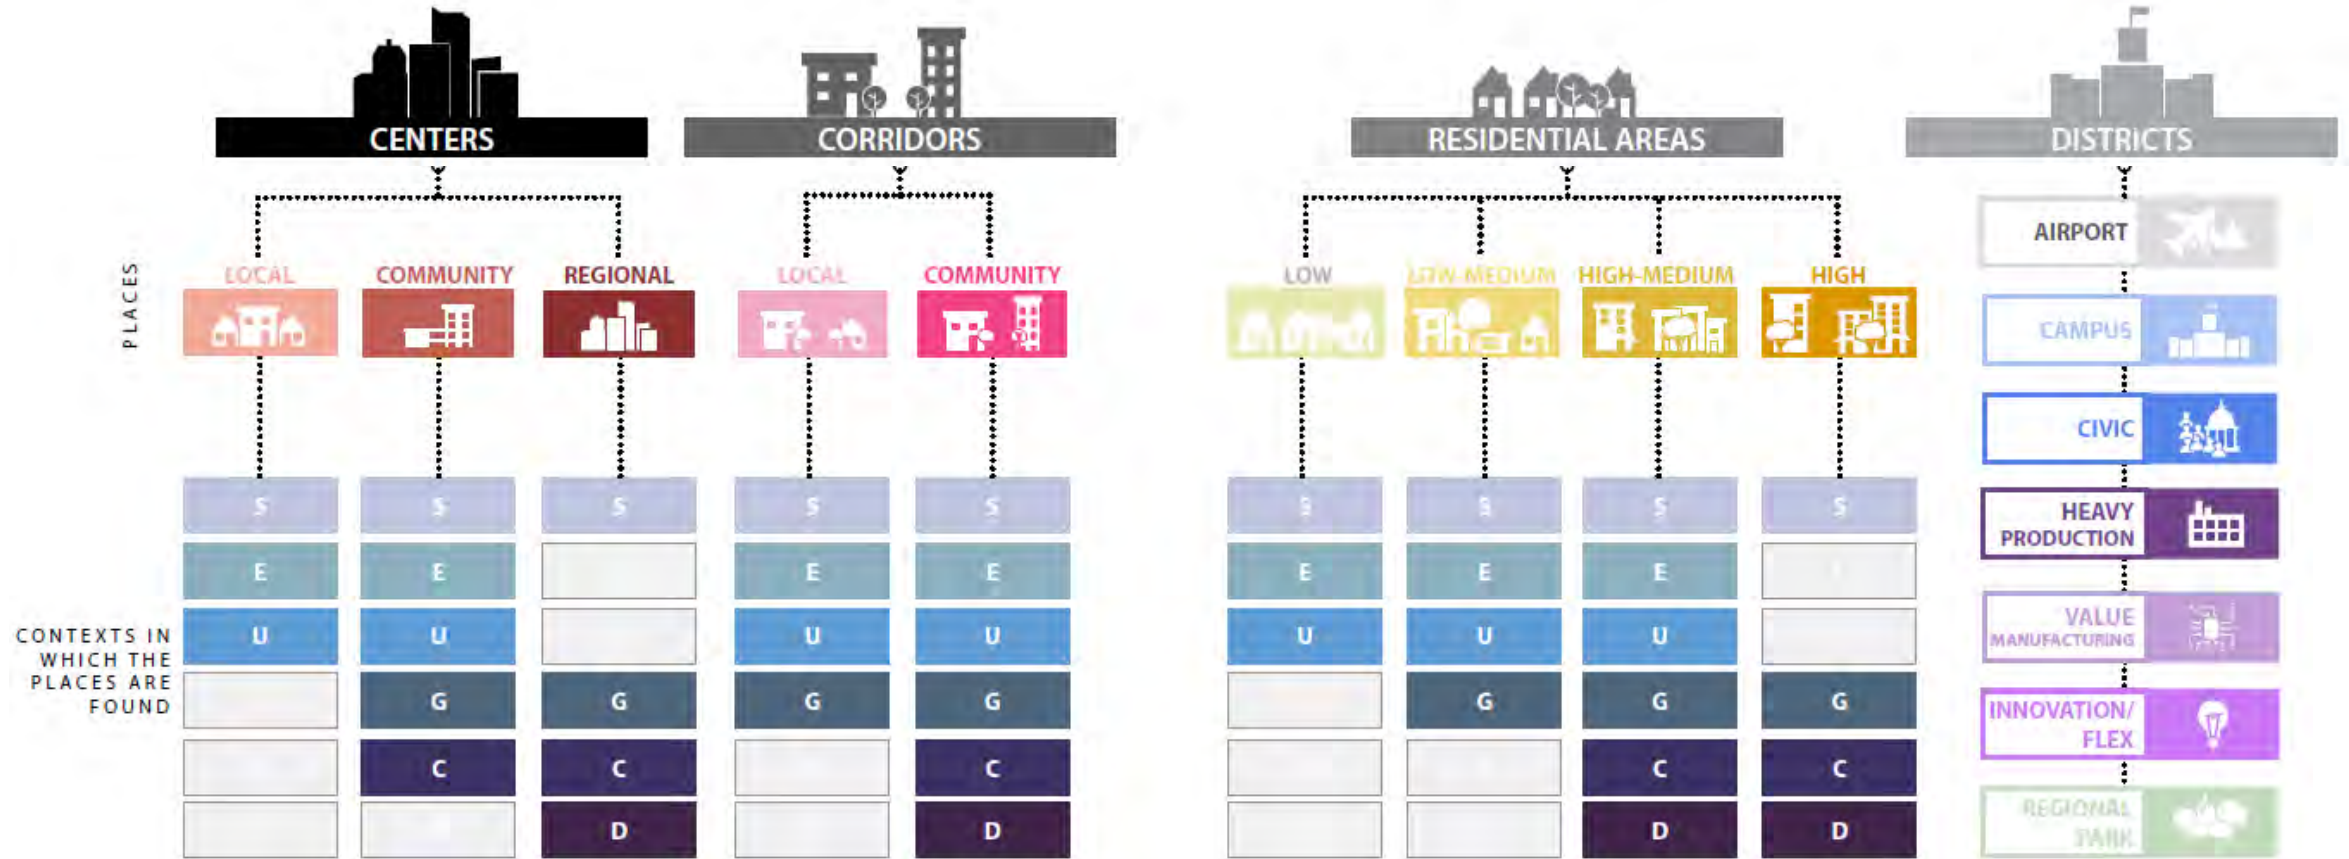 CENTERS
CORRIDORS
RESIDENTIAL AREAS
DISTRICTS
PLACES
LOCAL
COMMUNITY
REGIONAL
LOCAL
COMMUNITY
LOW
LOW-MEDIUM
HIGH-MEDIUM
HIGH
CONTEXTS IN
WHICH THE
PLACES ARE
FOUND
S S S S S S S S S
E E E E E E E
U U U U U U U
G G G G G G G
C C C C C
D D D D
AIRPORT
CAMPUS
CIVIC
HEAVY
PRODUCTION
VALUE
MANUFACTURING
INNOVATION/
FLEX
REGIONAL
PARK